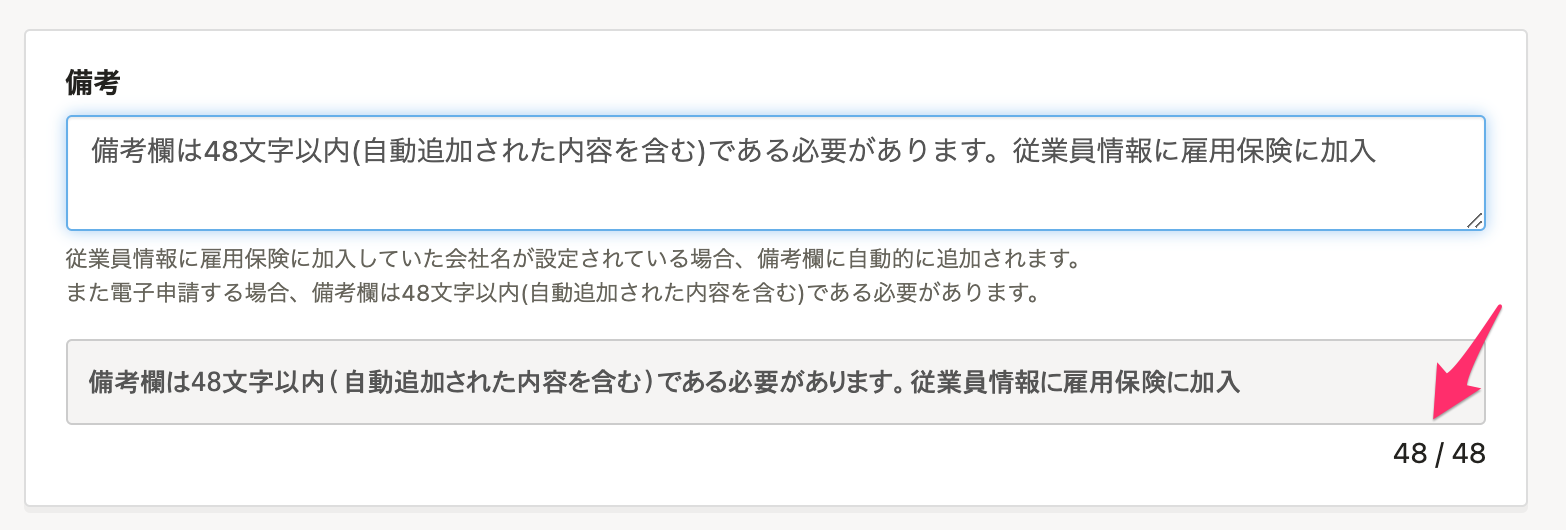 備考
備考欄は48文字以内(自動追加された内容を含む)である必要があります。従業員情報に雇用保険に加入
従業員情報に雇用保険に加入していた会社名が設定されている場合、備考欄に自動的に追加されます。
また電子申請する場合、備考欄は48文字以内(自動追加された内容を含む)である必要があります。
備考欄は48文字以内(自動追加された内容を含む)である必要があります。従業員情報に雇用保険に加入
48 / 48